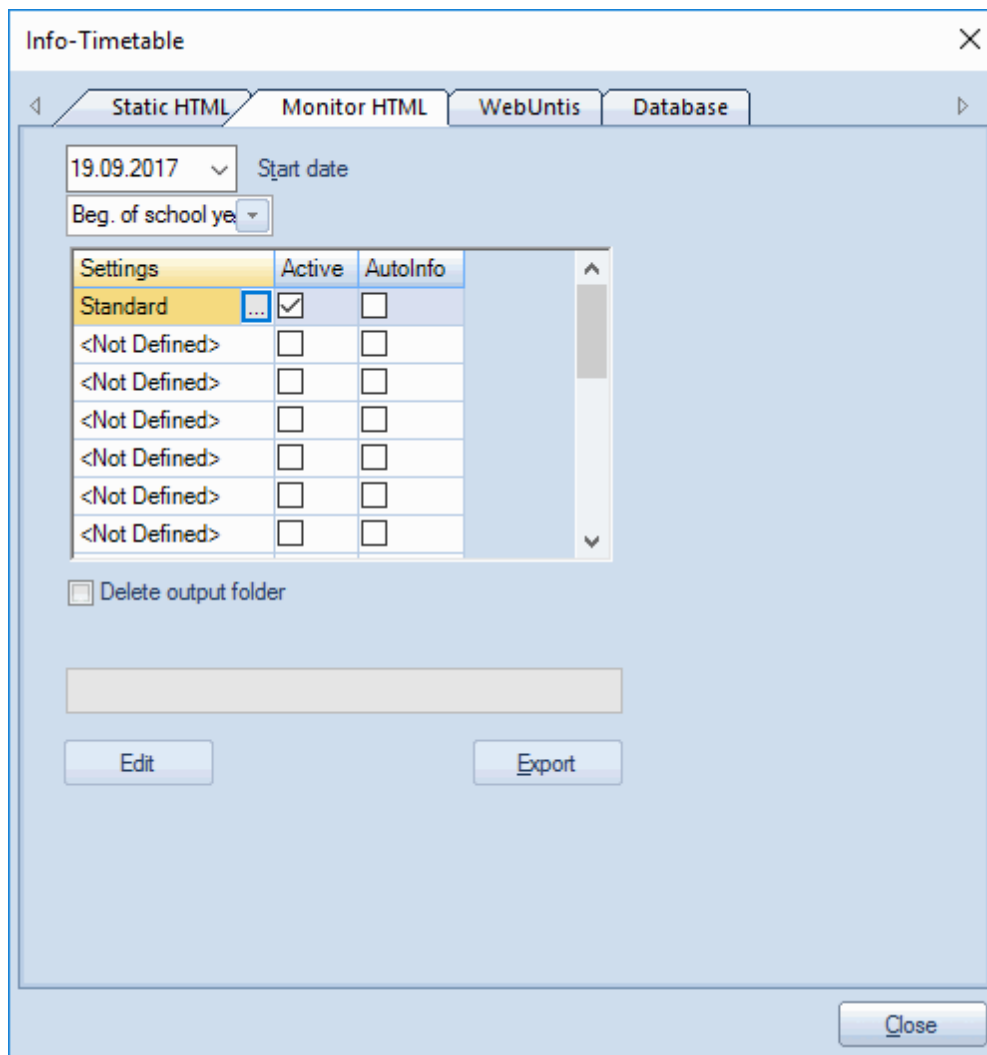 Info-Timetable
Static HTML Monitor HTML WebUntis Database
19.09.2017 Start date
Beg. of school ye
Settings Active AutoInfo
Standard ...
<Not Defined>
<Not Defined>
<Not Defined>
<Not Defined>
<Not Defined>
<Not Defined>
Delete output folder
Edit Export
Close